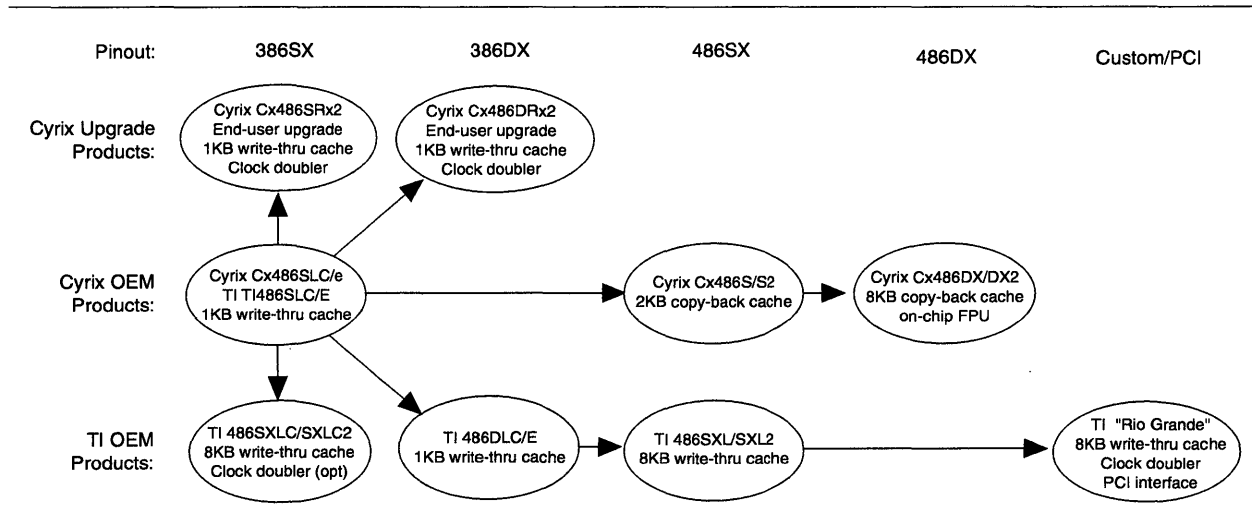 Pinout: 386SX 386DX 486SX 486DX Custom/PCI
Cyrix Upgrade
Products:
Cyrix Cx486SRx2
End-user upgrade
1KB write-thru cache
Clock doubler
Cyrix Cx486DRx2
End-user upgrade
1KB write-thru cache
Clock doubler
Cyrix OEM
Products:
Cyrix Cx486SLC/e
TI TI486SLC/E
1KB write-thru cache
Cyrix Cx486S/S2
2KB copy-back cache
Cyrix Cx486DX/DX2
8KB copy-back cache
on-chip FPU
TI OEM
Products:
TI 486SXLC/SXLC2
8KB write-thru cache
Clock doubler (opt)
TI 486DLC/E
1KB write-thru cache
TI 486SXL/SXL2
8KB write-thru cache
TI "Rio Grande"
8KB write-thru cache
Clock doubler
PCI interface